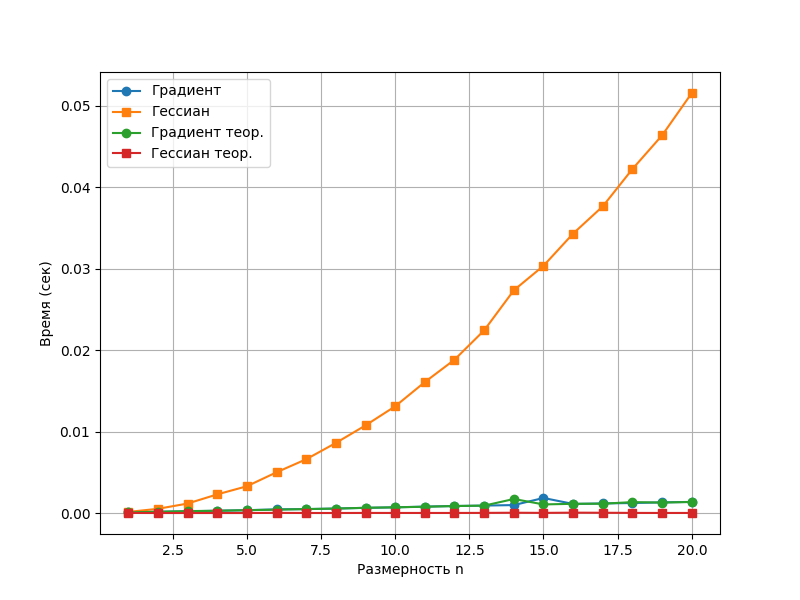 Градиент
Гессиан
Градиент теор.
Гессиан теор.
0.05
0.04
0.03
0.02
0.01
0.00
Время (сек)
2.5 5.0 7.5 10.0 12.5 15.0 17.5 20.0
Размерность n